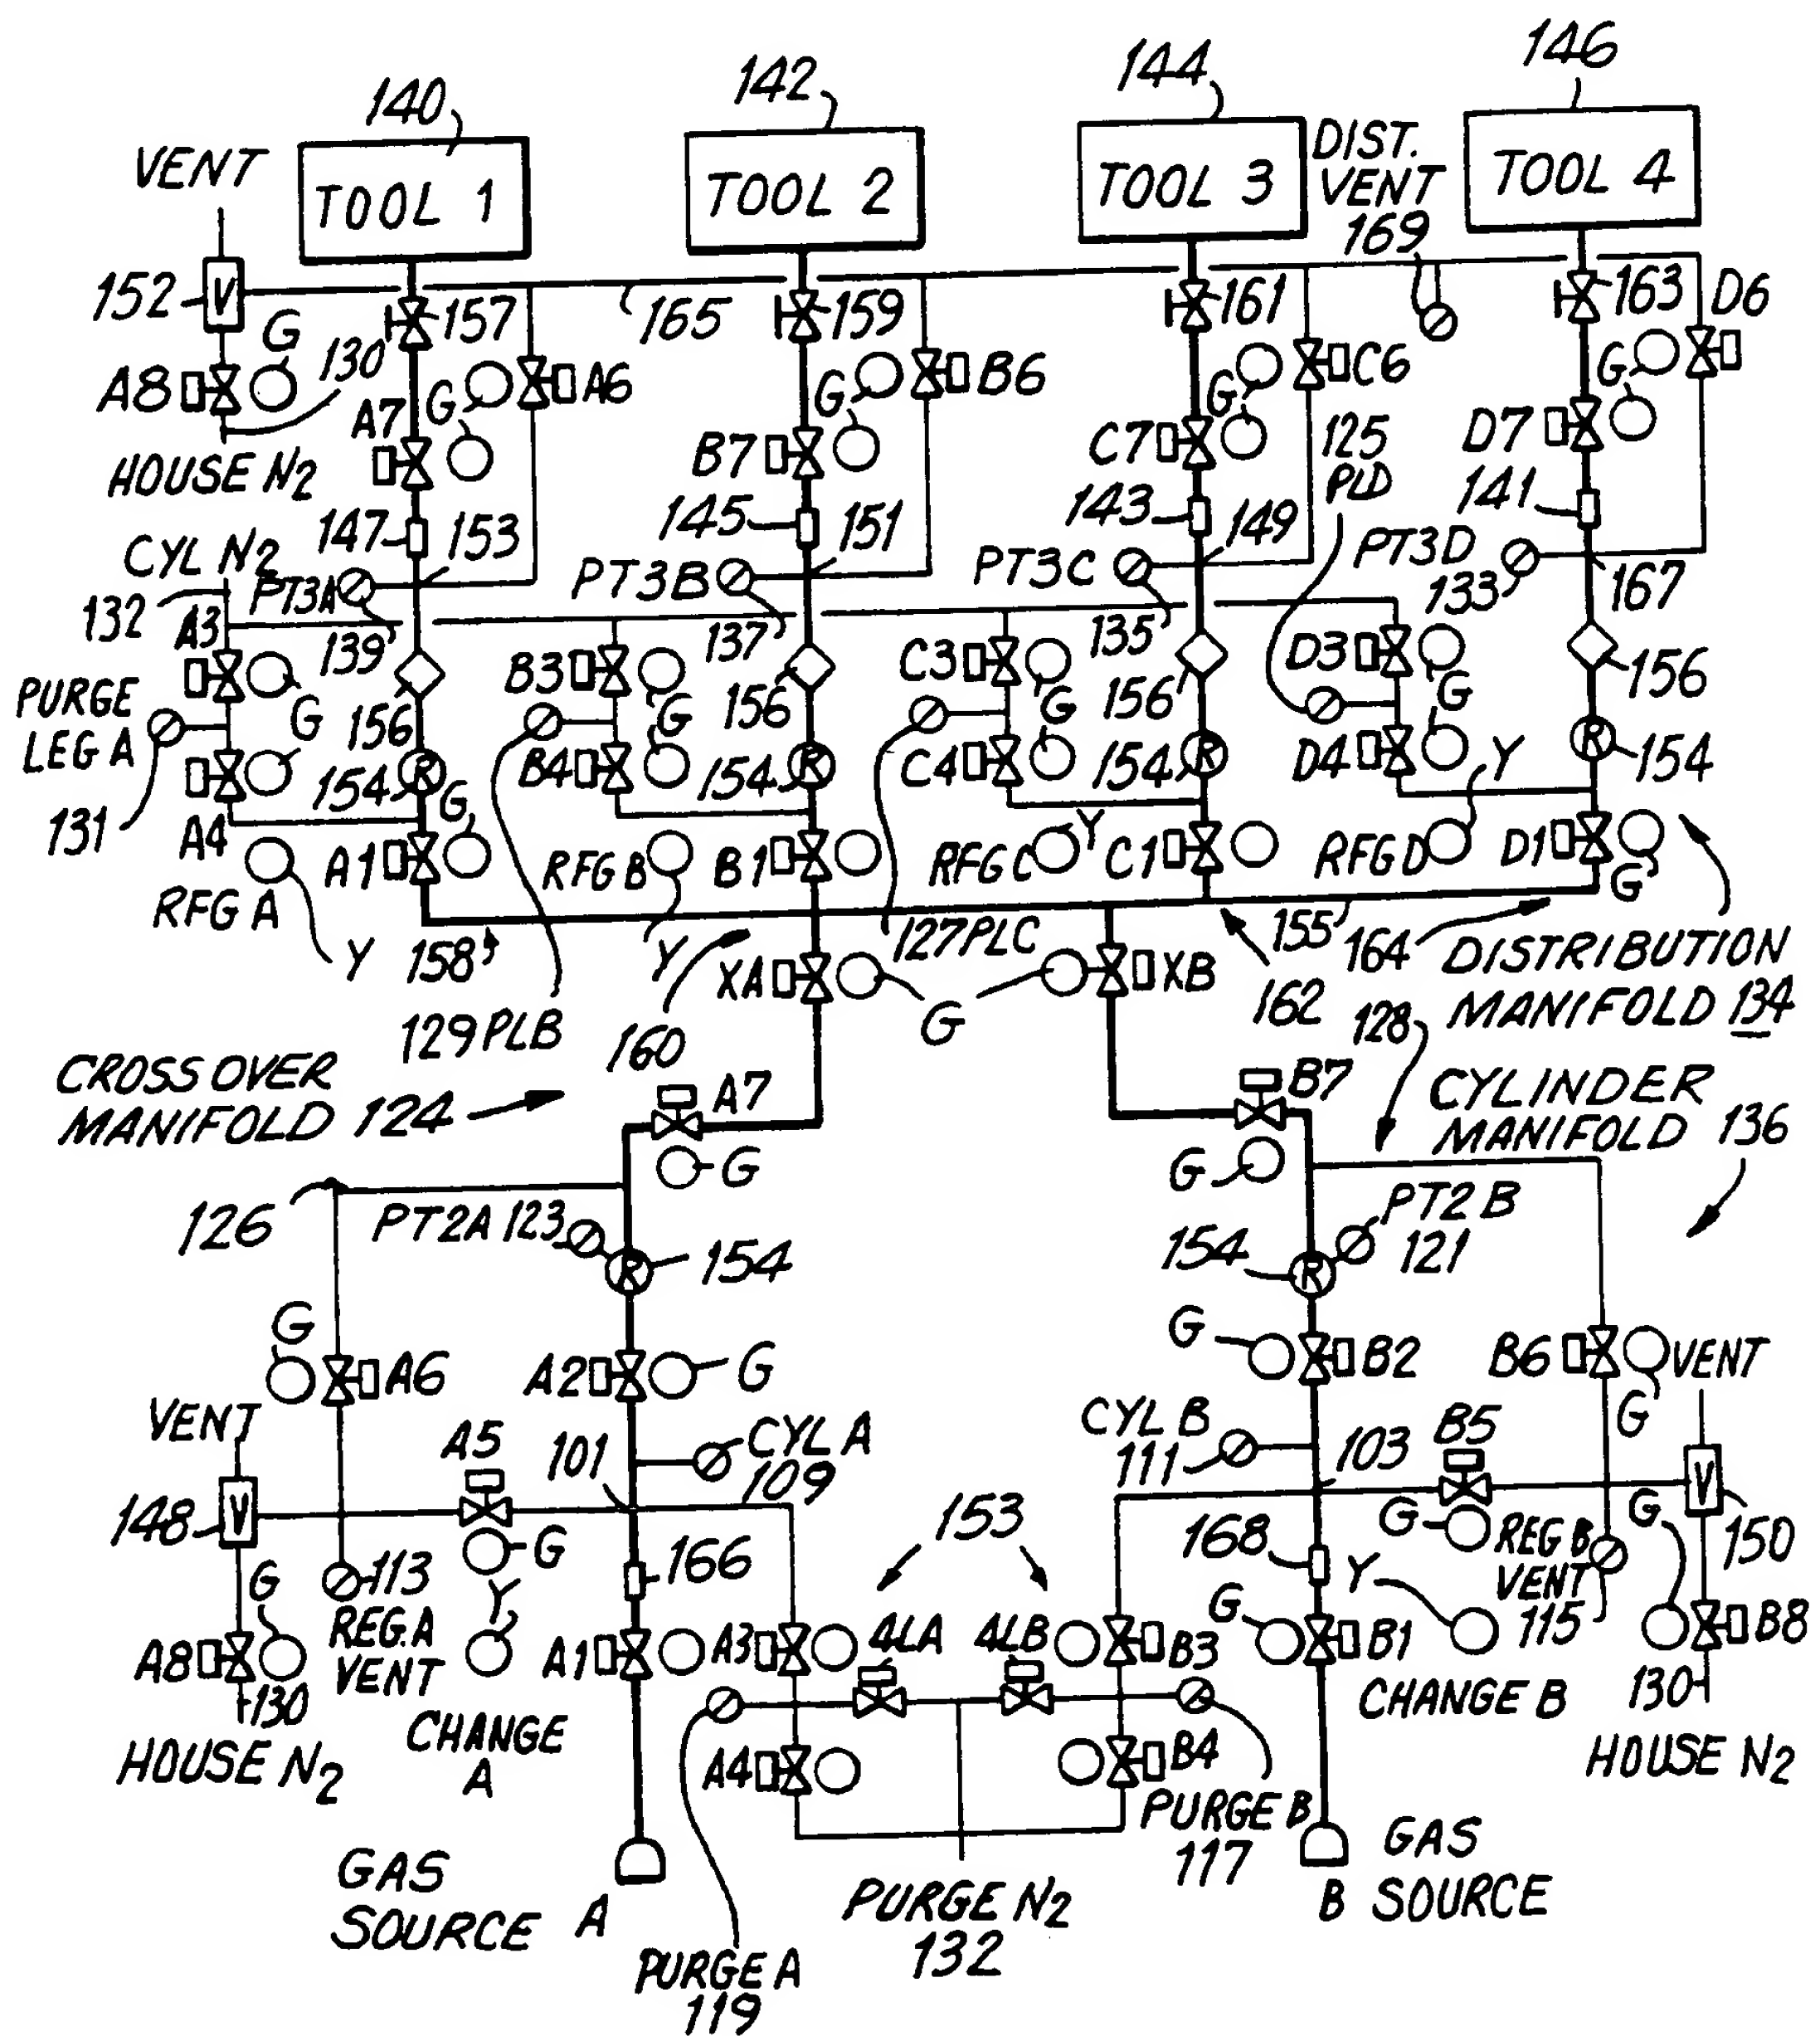 146
144
142
140
DIST.
VENT
169
VENT
TOOL 1
TOOL 2
TOOL 3
TOOL 4
152
V
G
157
165
159
161
163
D6
A8
130
A7
G
A6
G
B6
G
C6
G
HOUSE N2
B7
C7
125
PLD
D7
147
153
145
151
143
149
141
CYL N2
132
PT3A
PT3B
PT3C
PT3D
133
167
A3
139
B3
137
C3
135
D3
G
G
G
G
PURGE
LEG A
G
156
156
156
156
131
A4
154
G
B4
154
C4
154
D4
Y
154
RFG A
Y
A1
RFG B
Y
B1
RFG C
Y
C1
RFG D
D1
G
158
129 PLB
160
XA
127 PLC
G
XB
162
155
164
DISTRIBUTION
MANIFOLD 134
128
CROSS OVER
MANIFOLD 124
A7
G
B7
G
CYLINDER
MANIFOLD 136
126
PT2A 123
R
154
154
R
PT2B
121
G
A6
A2
G
G
B2
B6
G
VENT
VENT
148
V
A5
G
101
CYL A
109
CYL B
111
103
B5
G
G
V
150
113
REG.A
VENT
G
A8
130
HOUSE N2
Y
CHANGE
A
166
A1
A3
153
4LA
4LB
B3
168
G
B1
Y
CHANGE B
REG B
VENT
115
B8
130
HOUSE N2
A4
B4
PURGE B
117
GAS
SOURCE A
PURGE A
119
PURGE N2
132
GAS
B SOURCE